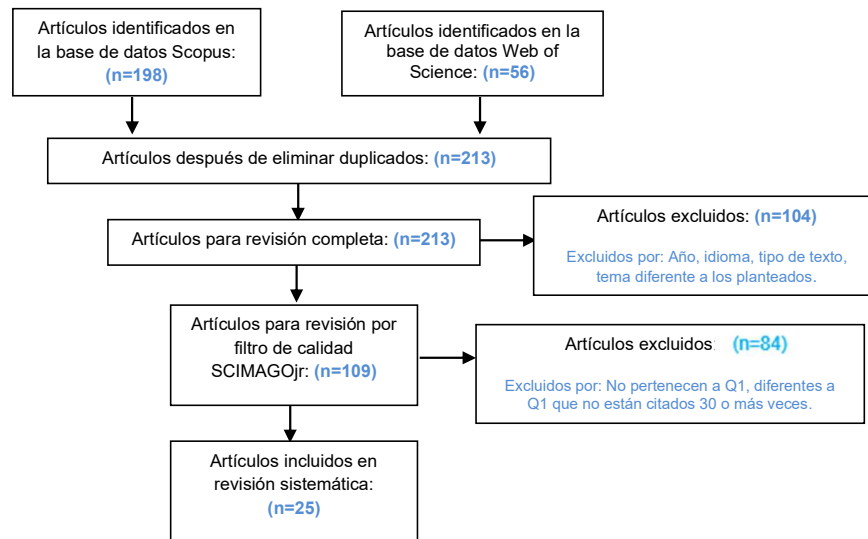 Artículos identificados en
la base de datos Scopus:
(n=198)
Artículos identificados en la
base de datos Web of
Science: (n=56)
Artículos después de eliminar duplicados: (n=213)
Artículos para revisión completa: (n=213)
Artículos excluidos: (n=104)
Excluidos por: Año, idioma, tipo de texto,
tema diferente a los planteados.
Artículos para revisión por
filtro de calidad
SCIMAGOjr: (n=109)
Artículos excluidos: (n=84)
Excluidos por: No pertenecen a Q1, diferentes a
Q1 que no están citados 30 o más veces.
Artículos incluidos en
revisión sistemática:
(n=25)